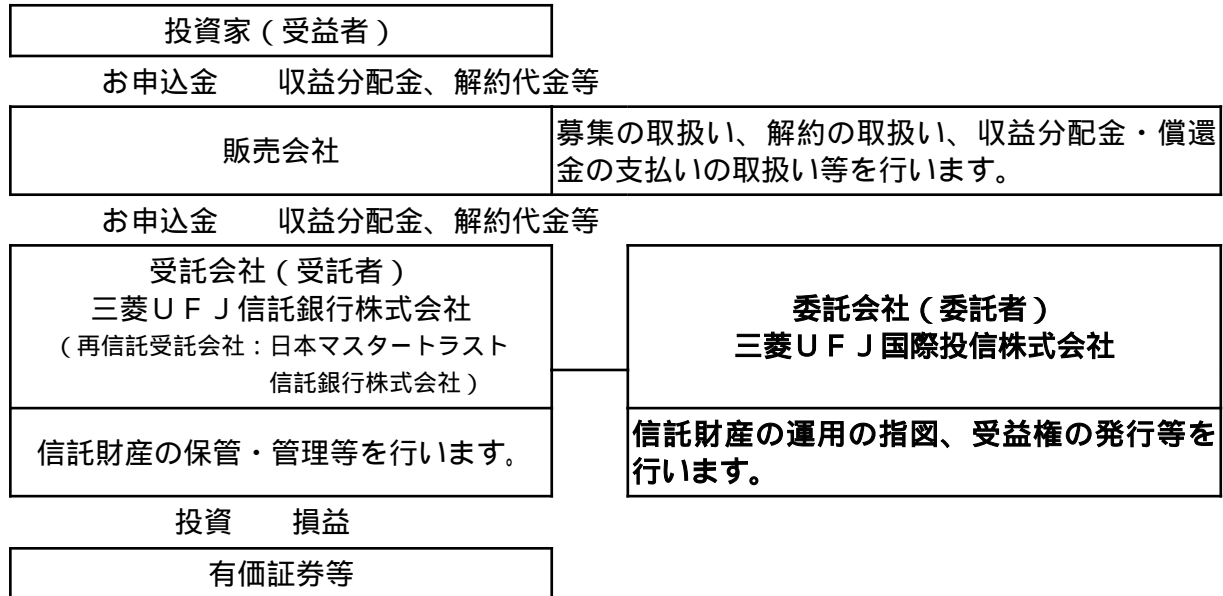 投資家(受益者)
お申込金　収益分配金、解約代金等
販売会社
募集の取扱い、解約の取扱い、収益分配金・償還
金の支払いの取扱い等を行います。
お申込金　収益分配金、解約代金等
受託会社(受託者)
三菱UFJ信託銀行株式会社
(再信託受託会社:日本マスタートラスト
信託銀行株式会社)
委託会社(委託者)
三菱UFJ国際投信株式会社
信託財産の保管・管理等を行います。
信託財産の運用の指図、受益権の発行等を
行います。
投資　損益
有価証券等